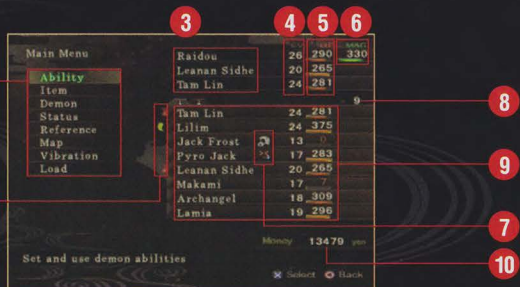 3 4 5 6
Main Menu
Raidou 26 290 330
Ability
Leanan Sidhe 20 265
Item
Tam Lin 24 281
Demon
9 8
Status
Tam Lin 24 281
Reference
Lilim 24 375
Map
Jack Frost 13 0
Vibration
Pyro Jack 17 283 9
Load
Leanan Sidhe 20 265
Makami 17
Archangel 18 309 7
Lamia 19 296
Money 13479 yen
Set and use demon abilities 10
Select Back